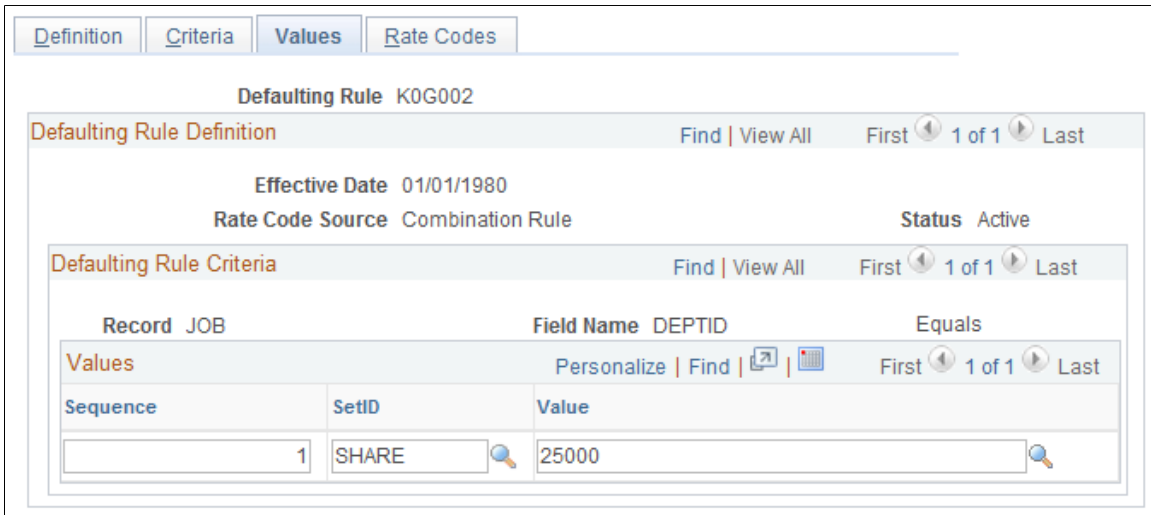 Definition Criteria Values Rate Codes
Defaulting Rule K0G002
Defaulting Rule Definition Find | View All First 1 of 1 Last
Effective Date 01/01/1980
Rate Code Source Combination Rule Status Active
Defaulting Rule Criteria Find | View All First 1 of 1 Last
Record JOB Field Name DEPTID Equals
Values Personalize | Find | | First 1 of 1 Last
Sequence SetID Value
1 SHARE 25000